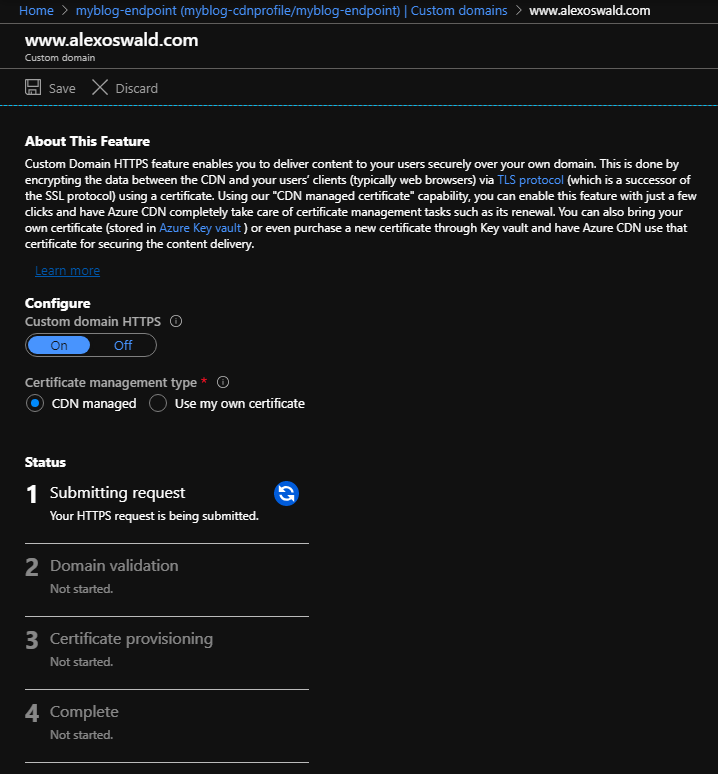 Home > myblog-endpoint (myblog-cdnprofile/myblog-endpoint) | Custom domains > www.alexoswald.com
www.alexoswald.com
Custom domain
Save Discard
About This Feature
Custom Domain HTTPS feature enables you to deliver content to your users securely over your own domain. This is done by
encrypting the data between the CDN and your users' clients (typically web browsers) via TLS protocol (which is a successor of
the SSL protocol) using a certificate. Using our "CDN managed certificate" capability, you can enable this feature with just a few
clicks and have Azure CDN completely take care of certificate management tasks such as its renewal. You can also bring your
own certificate (stored in Azure Key vault ) or even purchase a new certificate through Key vault and have Azure CDN use that
certificate for securing the content delivery.
Learn more
Configure
Custom domain HTTPS
On Off
Certificate management type *
CDN managed Use my own certificate
Status
1 Submitting request
Your HTTPS request is being submitted.
2 Domain validation
Not started.
3 Certificate provisioning
Not started.
4 Complete
Not started.